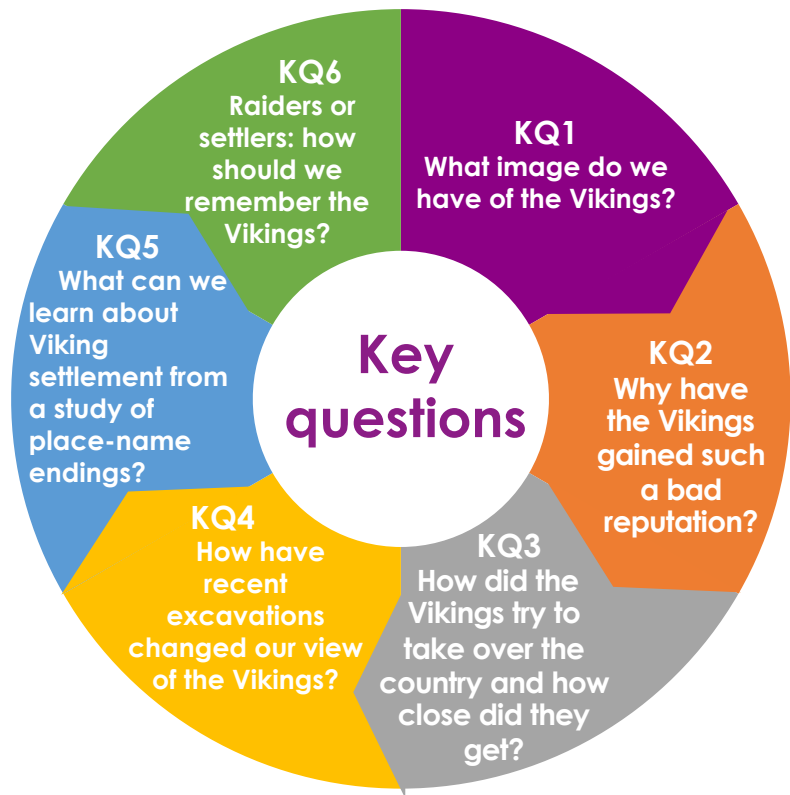 Key
questions
KQ1
What image do we
have of the Vikings?
KQ2
Why have
the Vikings
gained such
a bad
reputation?
KQ3
How did the
Vikings try to
take over the
country and how
close did they
get?
KQ4
How have
recent
excavations
changed our view
of the Vikings?
KQ5
What can we
learn about
Viking
settlement from
a study of
place-name
endings?
KQ6
Raiders or
settlers: how
should we
remember the
Vikings?